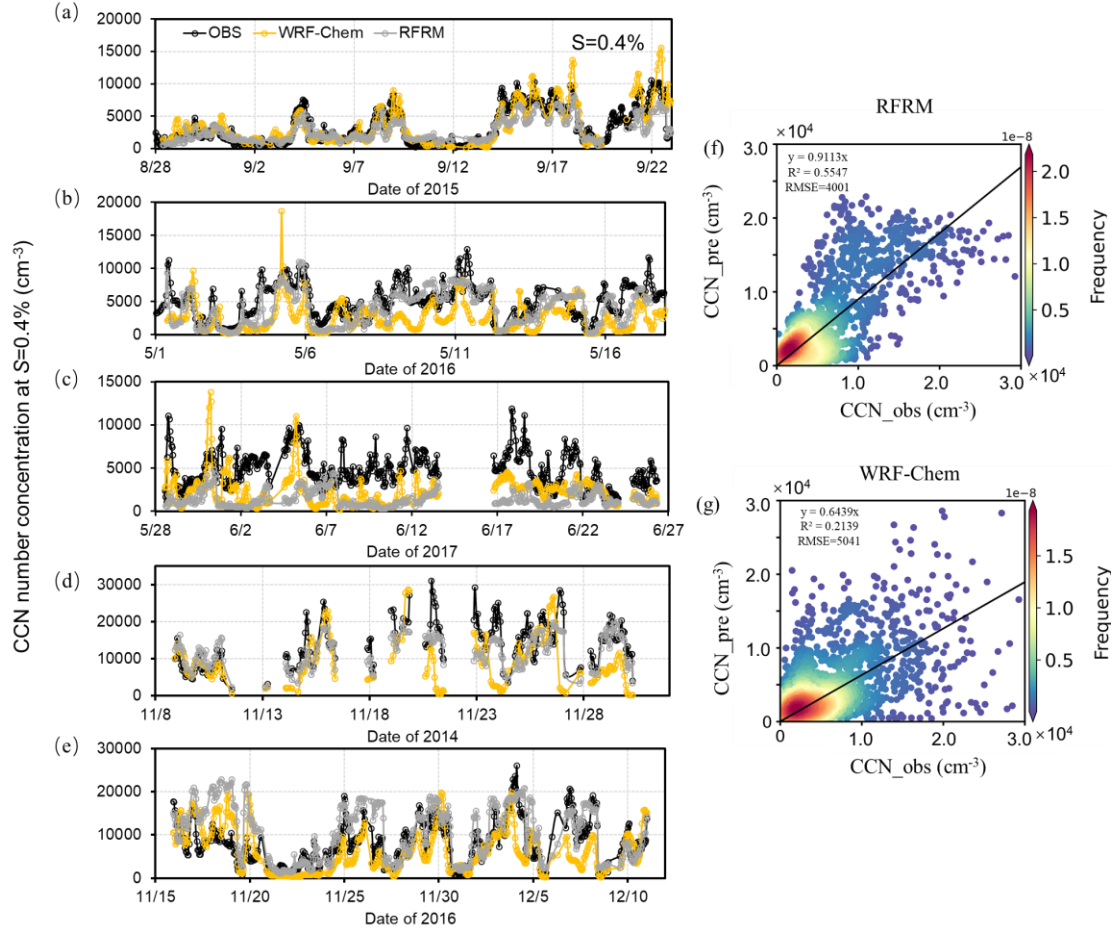 CCN number concentration at S=0.4% (cm-3)
(a)
20000
15000
10000
5000
0
OBS WRF-Chem RFRM
S=0.4%
8/28 9/2 9/7 9/12 9/17 9/22
Date of 2015
(b)
20000
15000
10000
5000
0
5/1 5/6 5/11 5/16
Date of 2016
(c)
15000
10000
5000
0
5/28 6/2 6/7 6/12 6/17 6/22 6/27
Date of 2017
(d)
30000
20000
10000
0
11/8 11/13 11/18 11/23 11/28
Date of 2014
(e)
30000
20000
10000
0
11/15 11/20 11/25 11/30 12/5 12/10
Date of 2016
RFRM
(f)
×10⁴
1e-8
3.0
2.0
1.0
0
y = 0.9113x
R² = 0.5547
RMSE=4001
CCN_pre (cm-3)
0 1.0 2.0 3.0 ×10⁴
CCN_obs (cm-3)
2.0
1.5
1.0
0.5
Frequency
WRF-Chem
(g)
×10⁴
1e-8
3.0
2.0
1.0
0
y = 0.6439x
R² = 0.2139
RMSE=5041
CCN_pre (cm-3)
0 1.0 2.0 3.0 ×10⁴
CCN_obs (cm-3)
1.5
1.0
0.5
Frequency